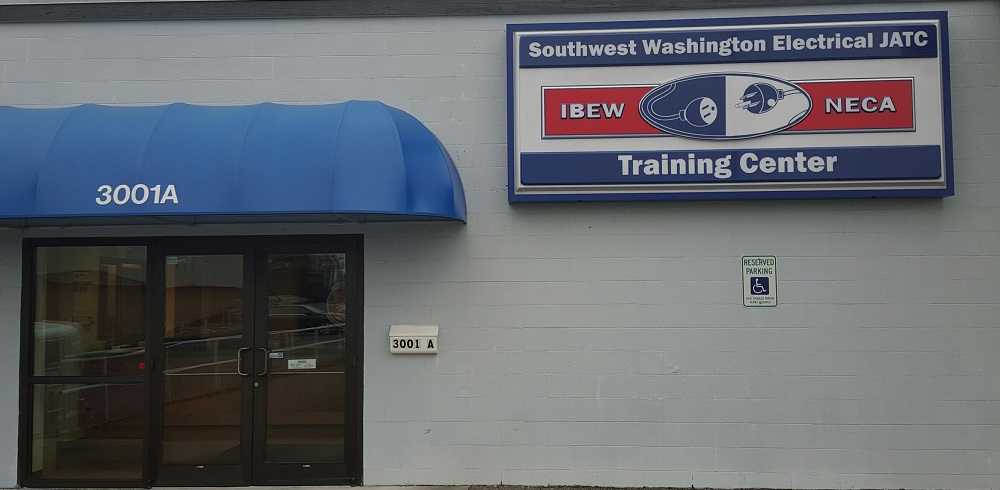 Southwest Washington Electrical JATC
IBEW NECA
Training Center
3001A
RESERVED
PARKING
3001 A